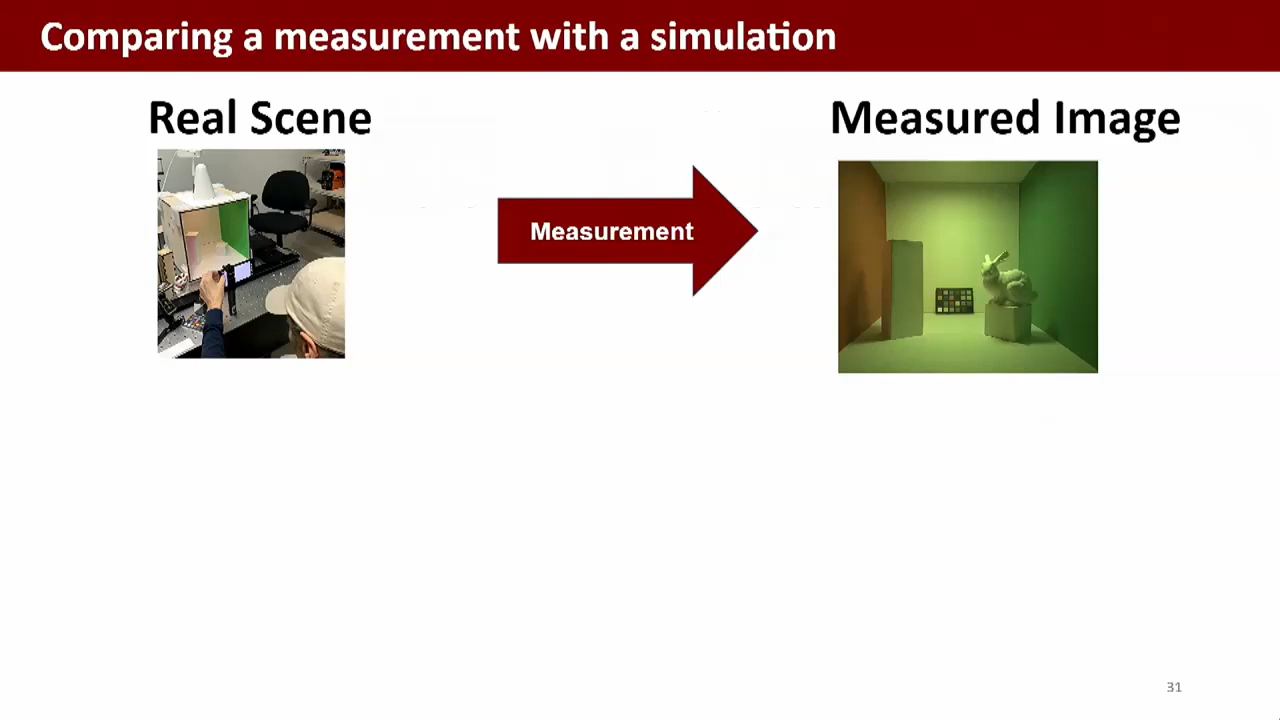 Comparing a measurement with a simulation
Real Scene
Measured Image
Measurement
31